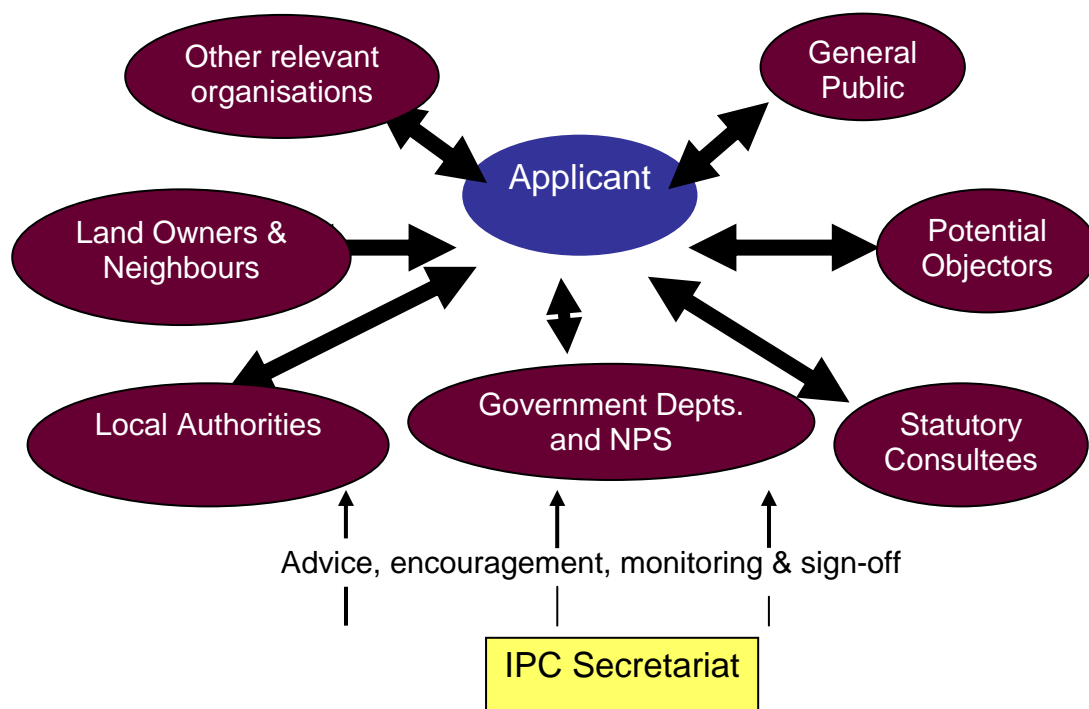 Other relevant
organisations
General
Public
Applicant
Land Owners &
Neighbours
Potential
Objectors
Local Authorities
Government Depts.
and NPS
Statutory
Consultees
Advice, encouragement, monitoring & sign-off
IPC Secretariat